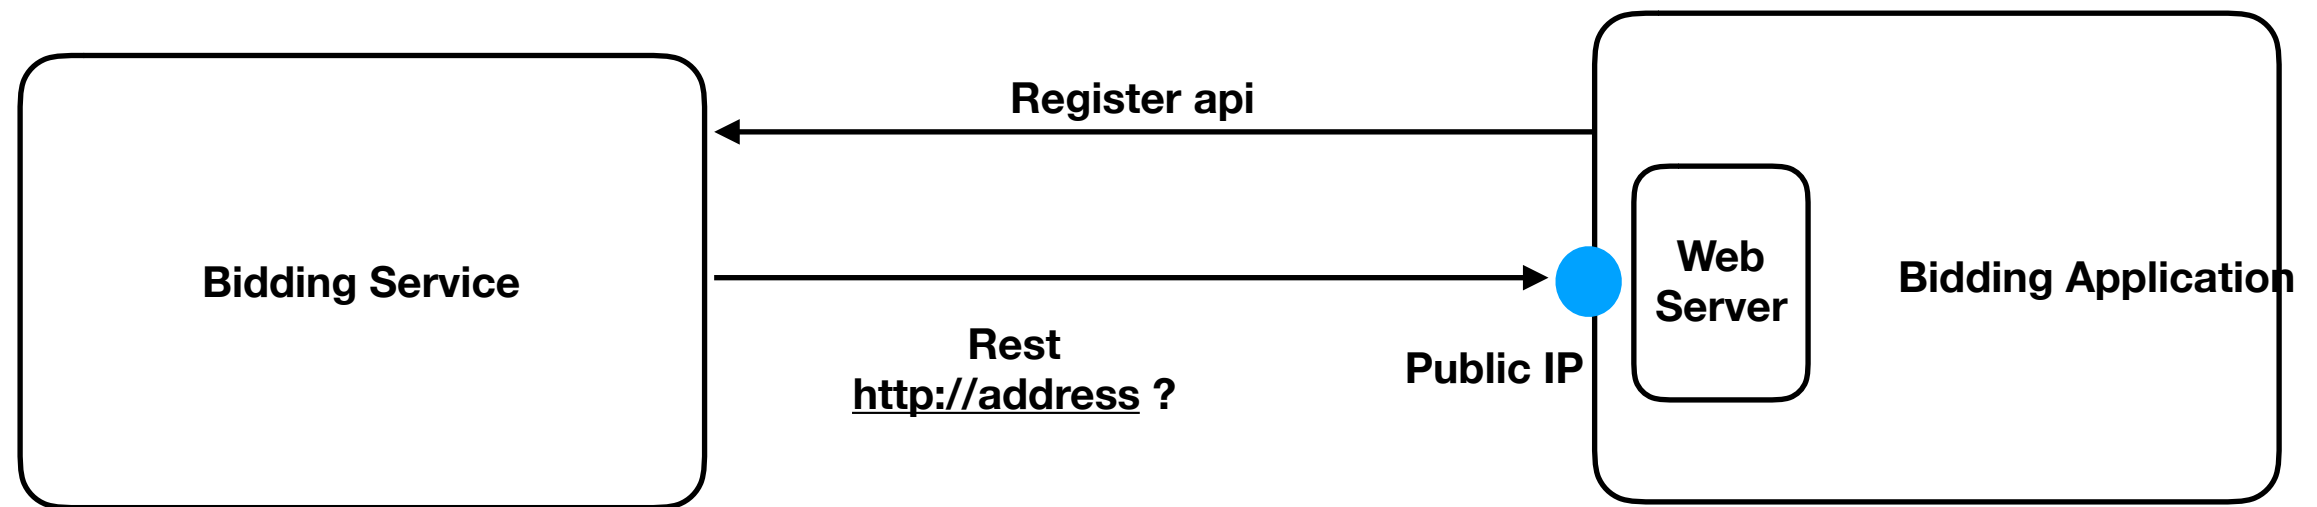 Register api
Bidding Service
Rest
http://address ?
Public IP
Web
Server
Bidding Application